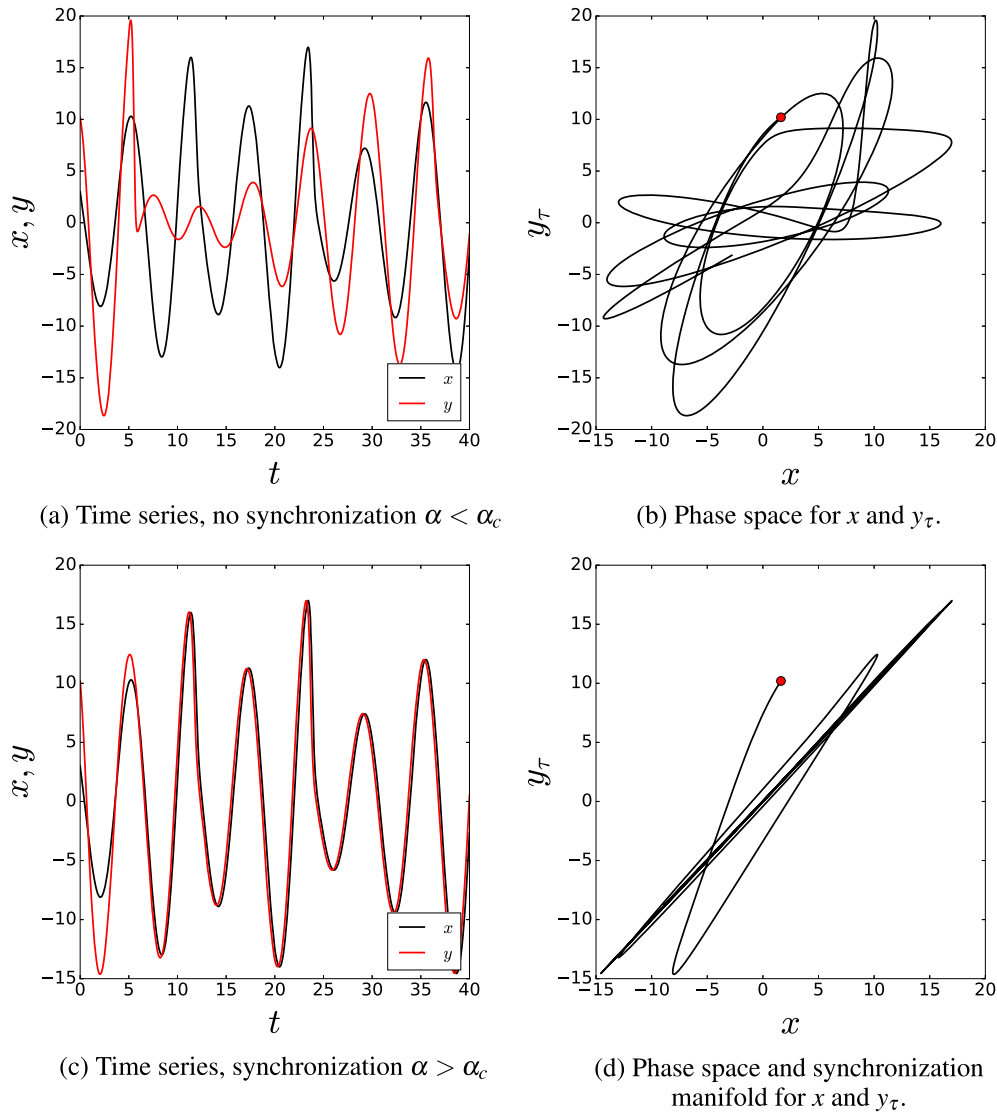 20
15
10
5
0
−5
−10
−15
−20
x, y
0 5 10 15 20 25 30 35 40
t
x
y
(a) Time series, no synchronization α < α_c
20
15
10
5
0
−5
−10
−15
−20
y_τ
−15 −10 −5 0 5 10 15 20
x
(b) Phase space for x and y_τ.
20
15
10
5
0
−5
−10
−15
x, y
0 5 10 15 20 25 30 35 40
t
x
y
(c) Time series, synchronization α > α_c
20
15
10
5
0
−5
−10
−15
y_τ
−15 −10 −5 0 5 10 15 20
x
(d) Phase space and synchronization
manifold for x and y_τ.